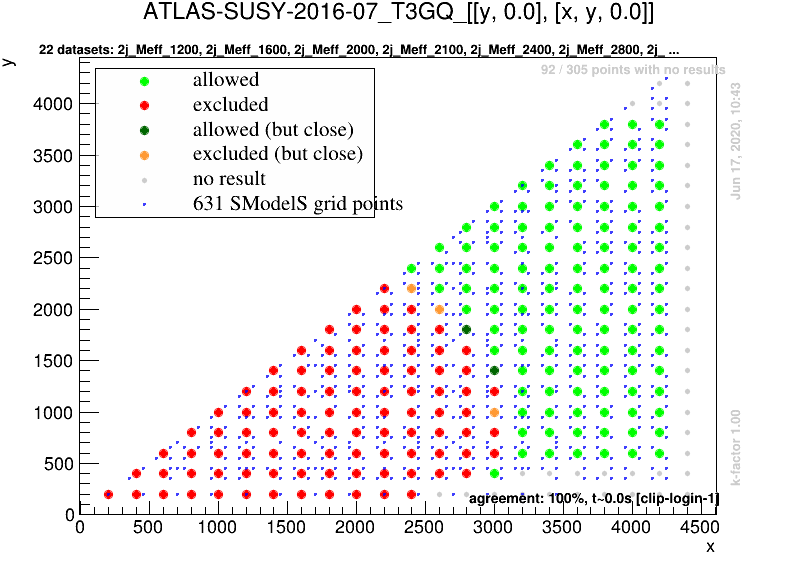 ATLAS-SUSY-2016-07_T3GQ_[[y, 0.0], [x, y, 0.0]]
22 datasets: 2j_Meff_1200, 2j_Meff_1600, 2j_Meff_2000, 2j_Meff_2100, 2j_Meff_2400, 2j_Meff_2800, 2j_ ...
y
92 / 305 points with no results
allowed
excluded
allowed (but close)
excluded (but close)
no result
631 SModelS grid points
Jun 17, 2020, 10:43
k-factor 1.00
4000
3500
3000
2500
2000
1500
1000
500
0
agreement: 100%, t~0.0s [clip-login-1]
0 500 1000 1500 2000 2500 3000 3500 4000 4500
x